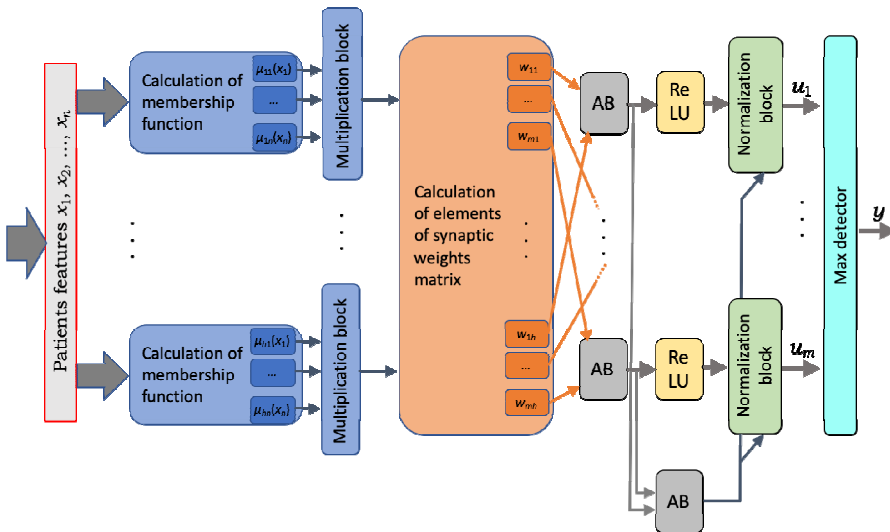 Patients features x₁, x₂, ..., xₙ
Calculation of
membership
function
μ₁₁(x₁)
...
μ₁ₙ(xₙ)
Multiplication block
Calculation of
membership
function
μₕ₁(x₁)
...
μₕₙ(xₙ)
Multiplication block
Calculation
of elements
of synaptic
weights
matrix
w₁₁
...
wₘ₁
w₁ₕ
...
wₘₕ
AB
Re
LU
Normalization
block
u₁
AB
Re
LU
Normalization
block
uₘ
AB
Max detector
y